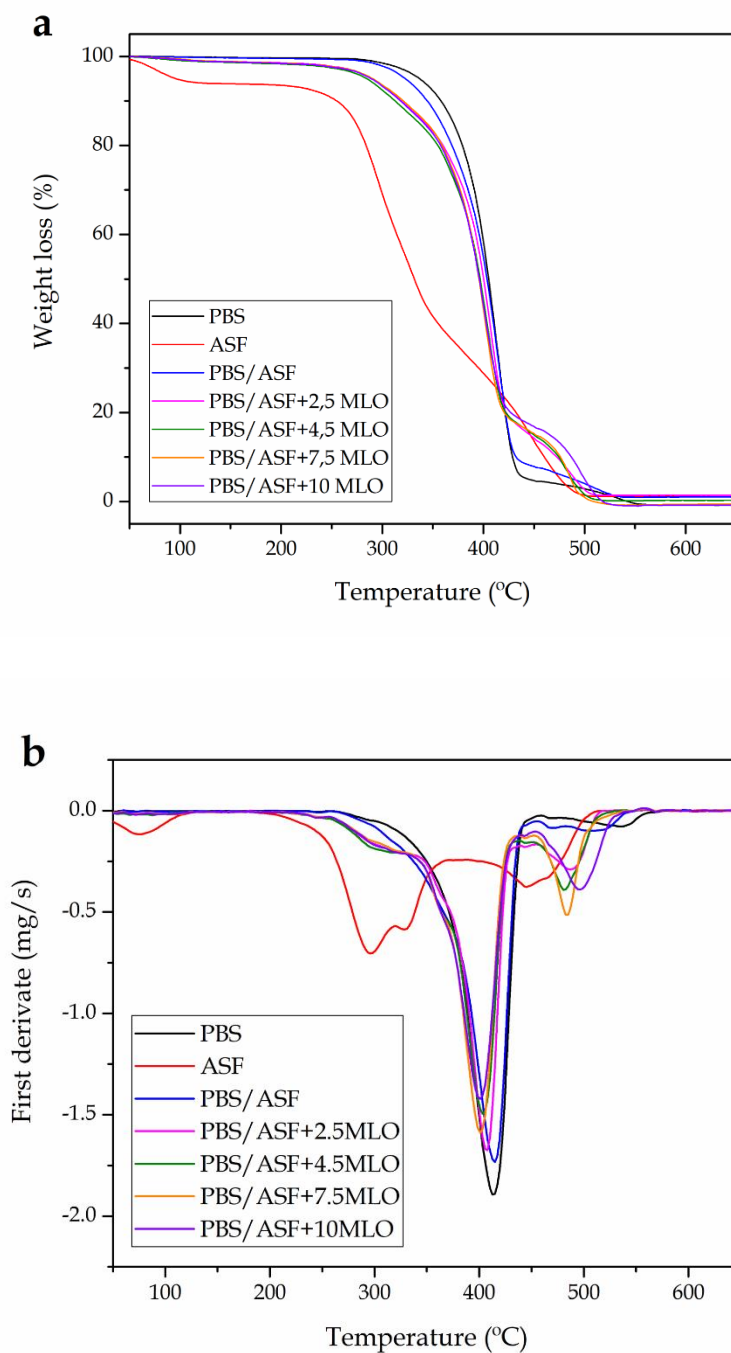 a
100
80
60
40
20
0
Weight loss (%)
PBS
ASF
PBS/ASF
PBS/ASF+2,5 MLO
PBS/ASF+4,5 MLO
PBS/ASF+7,5 MLO
PBS/ASF+10 MLO
100 200 300 400 500 600
Temperature (ºC)
b
0.0
-0.5
-1.0
-1.5
-2.0
First derivate (mg/s)
PBS
ASF
PBS/ASF
PBS/ASF+2.5MLO
PBS/ASF+4.5MLO
PBS/ASF+7.5MLO
PBS/ASF+10MLO
100 200 300 400 500 600
Temperature (ºC)